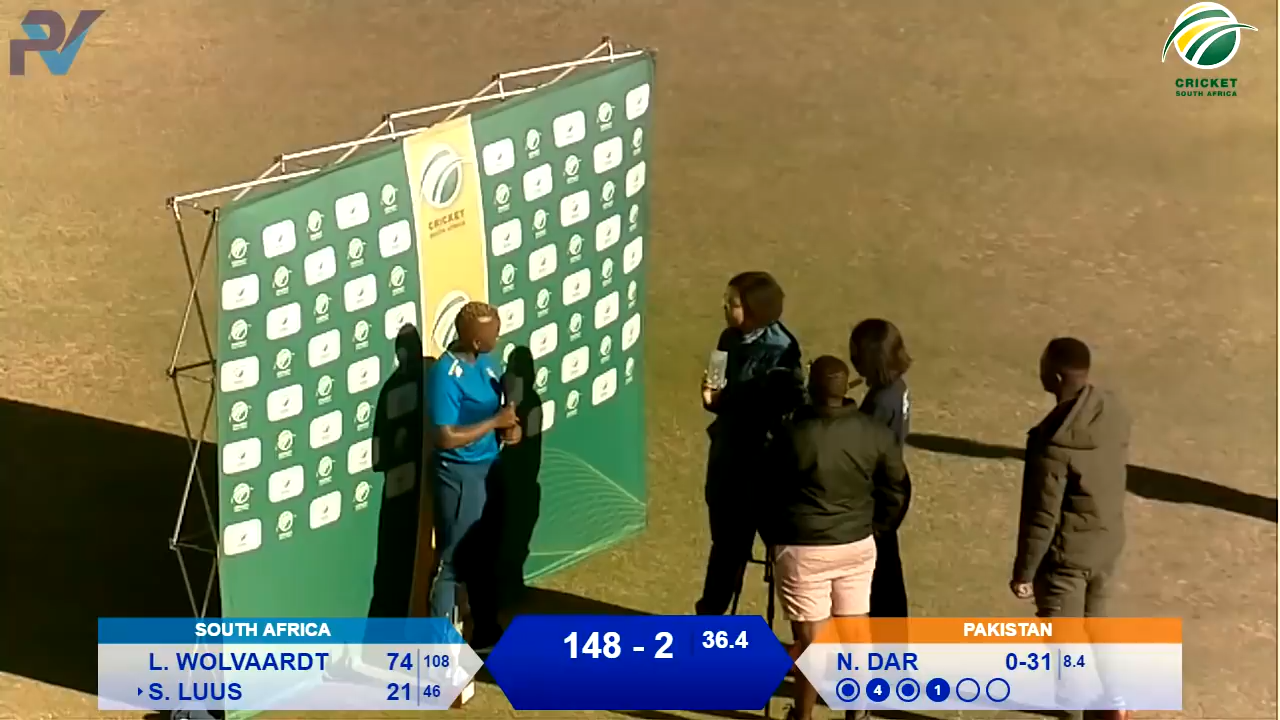 PV
CRICKET
SOUTH AFRICA
CRICKET
SOUTH AFRICA
SOUTH AFRICA
L. WOLVAARDT 74 108
S. LUUS 21 46
148 - 2 36.4
PAKISTAN
N. DAR 0-31 8.4
4 1